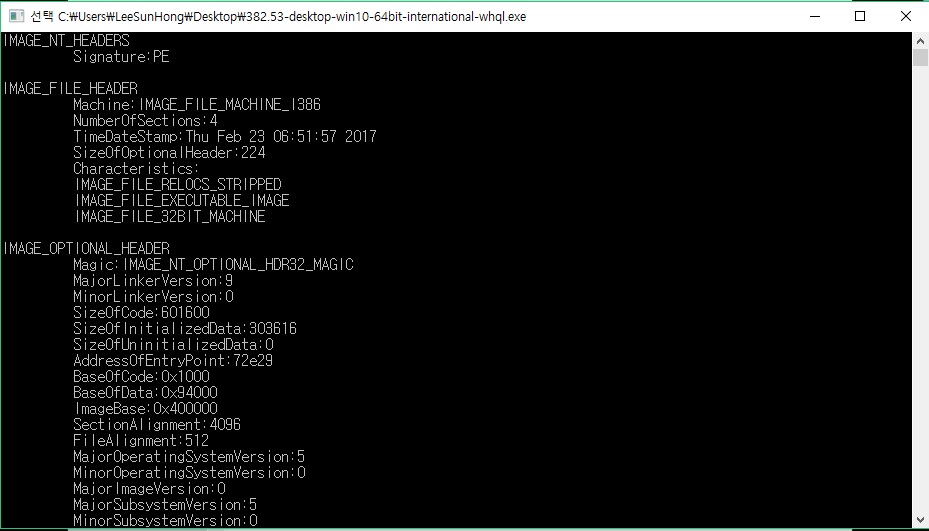 선택 C:₩Users₩LeeSunHong₩Desktop₩382.53-desktop-win10-64bit-international-whql.exe
IMAGE_NT_HEADERS
Signature:PE
IMAGE_FILE_HEADER
Machine:IMAGE_FILE_MACHINE_I386
NumberOfSections:4
TimeDateStamp:Thu Feb 23 06:51:57 2017
SizeOfOptionalHeader:224
Characteristics:
IMAGE_FILE_RELOCS_STRIPPED
IMAGE_FILE_EXECUTABLE_IMAGE
IMAGE_FILE_32BIT_MACHINE
IMAGE_OPTIONAL_HEADER
Magic:IMAGE_NT_OPTIONAL_HDR32_MAGIC
MajorLinkerVersion:9
MinorLinkerVersion:0
SizeOfCode:601600
SizeOfInitializedData:303616
SizeOfUninitializedData:0
AddressOfEntryPoint:72e29
BaseOfCode:0x1000
BaseOfData:0x94000
ImageBase:0x400000
SectionAlignment:4096
FileAlignment:512
MajorOperatingSystemVersion:5
MinorOperatingSystemVersion:0
MajorImageVersion:0
MajorSubsystemVersion:5
MinorSubsystemVersion:0